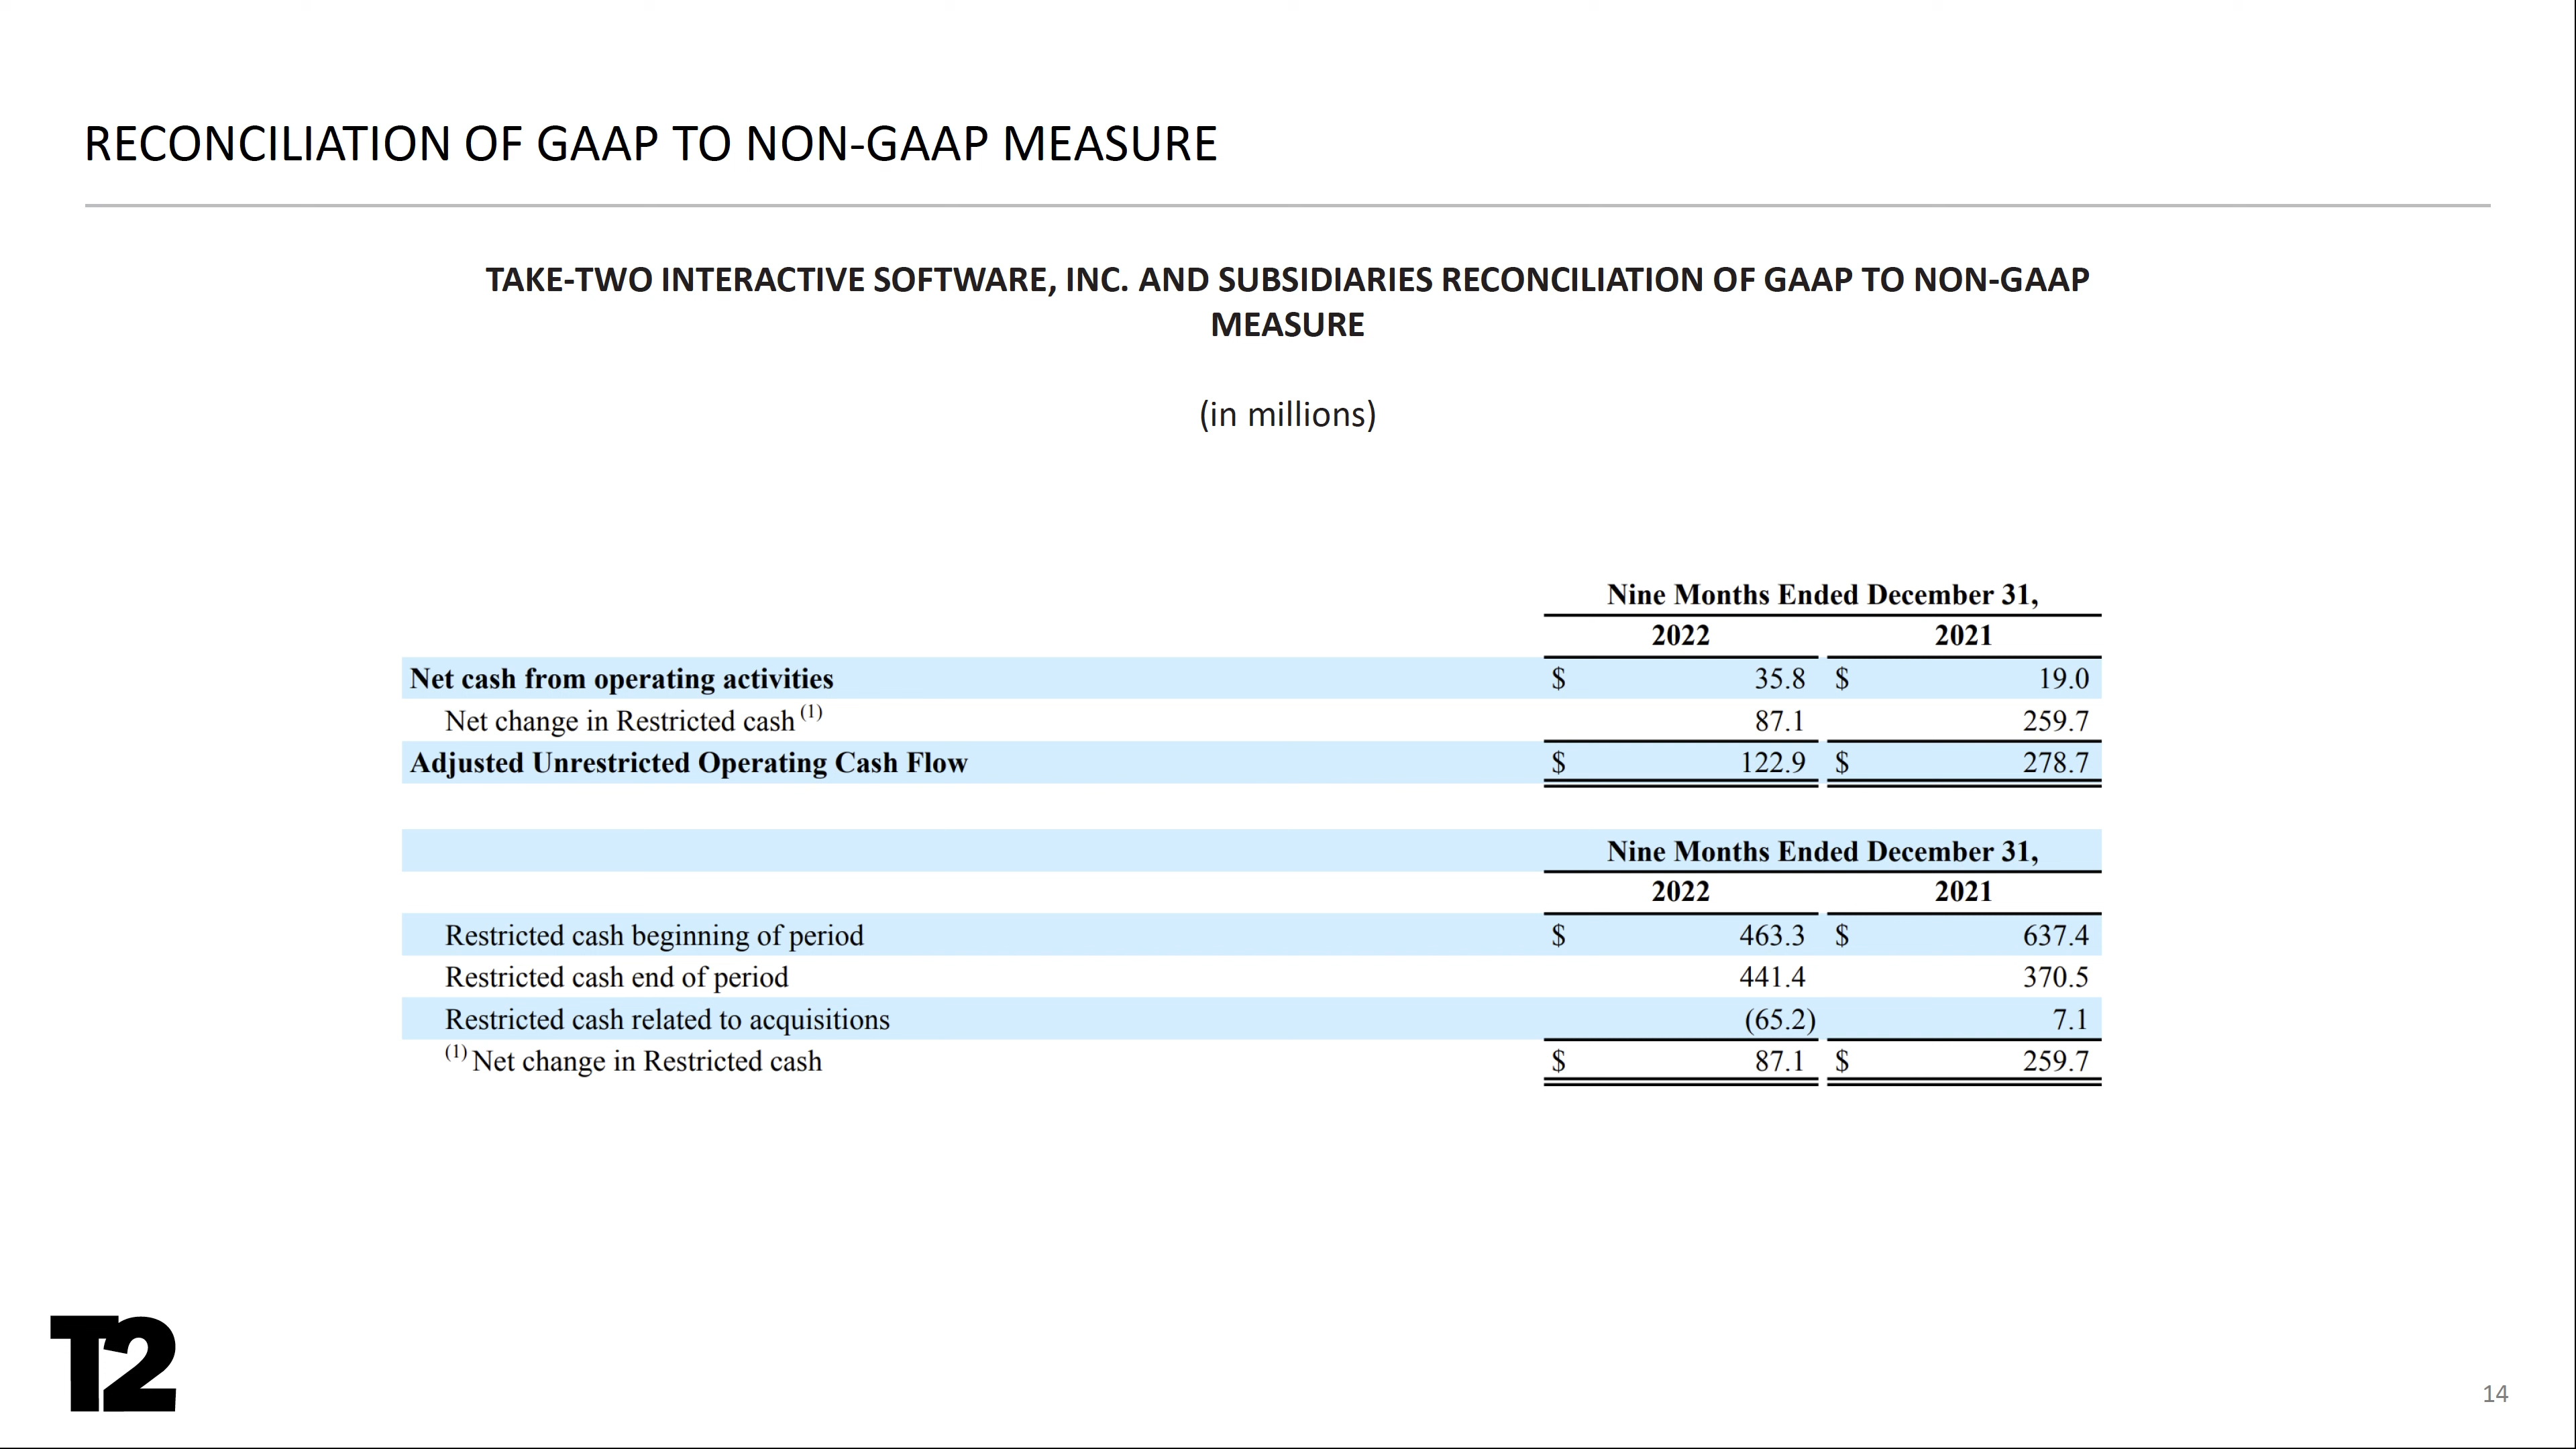 RECONCILIATION OF GAAP TO NON-GAAP MEASURE
TAKE-TWO INTERACTIVE SOFTWARE, INC. AND SUBSIDIARIES RECONCILIATION OF GAAP TO NON-GAAP
MEASURE
(in millions)
Nine Months Ended December 31,
2022 2021
Net cash from operating activities $ 35.8 $ 19.0
Net change in Restricted cash (1) 87.1 259.7
Adjusted Unrestricted Operating Cash Flow $ 122.9 $ 278.7
Nine Months Ended December 31,
2022 2021
Restricted cash beginning of period $ 463.3 $ 637.4
Restricted cash end of period 441.4 370.5
Restricted cash related to acquisitions (65.2) 7.1
(1) Net change in Restricted cash $ 87.1 $ 259.7
T2
14